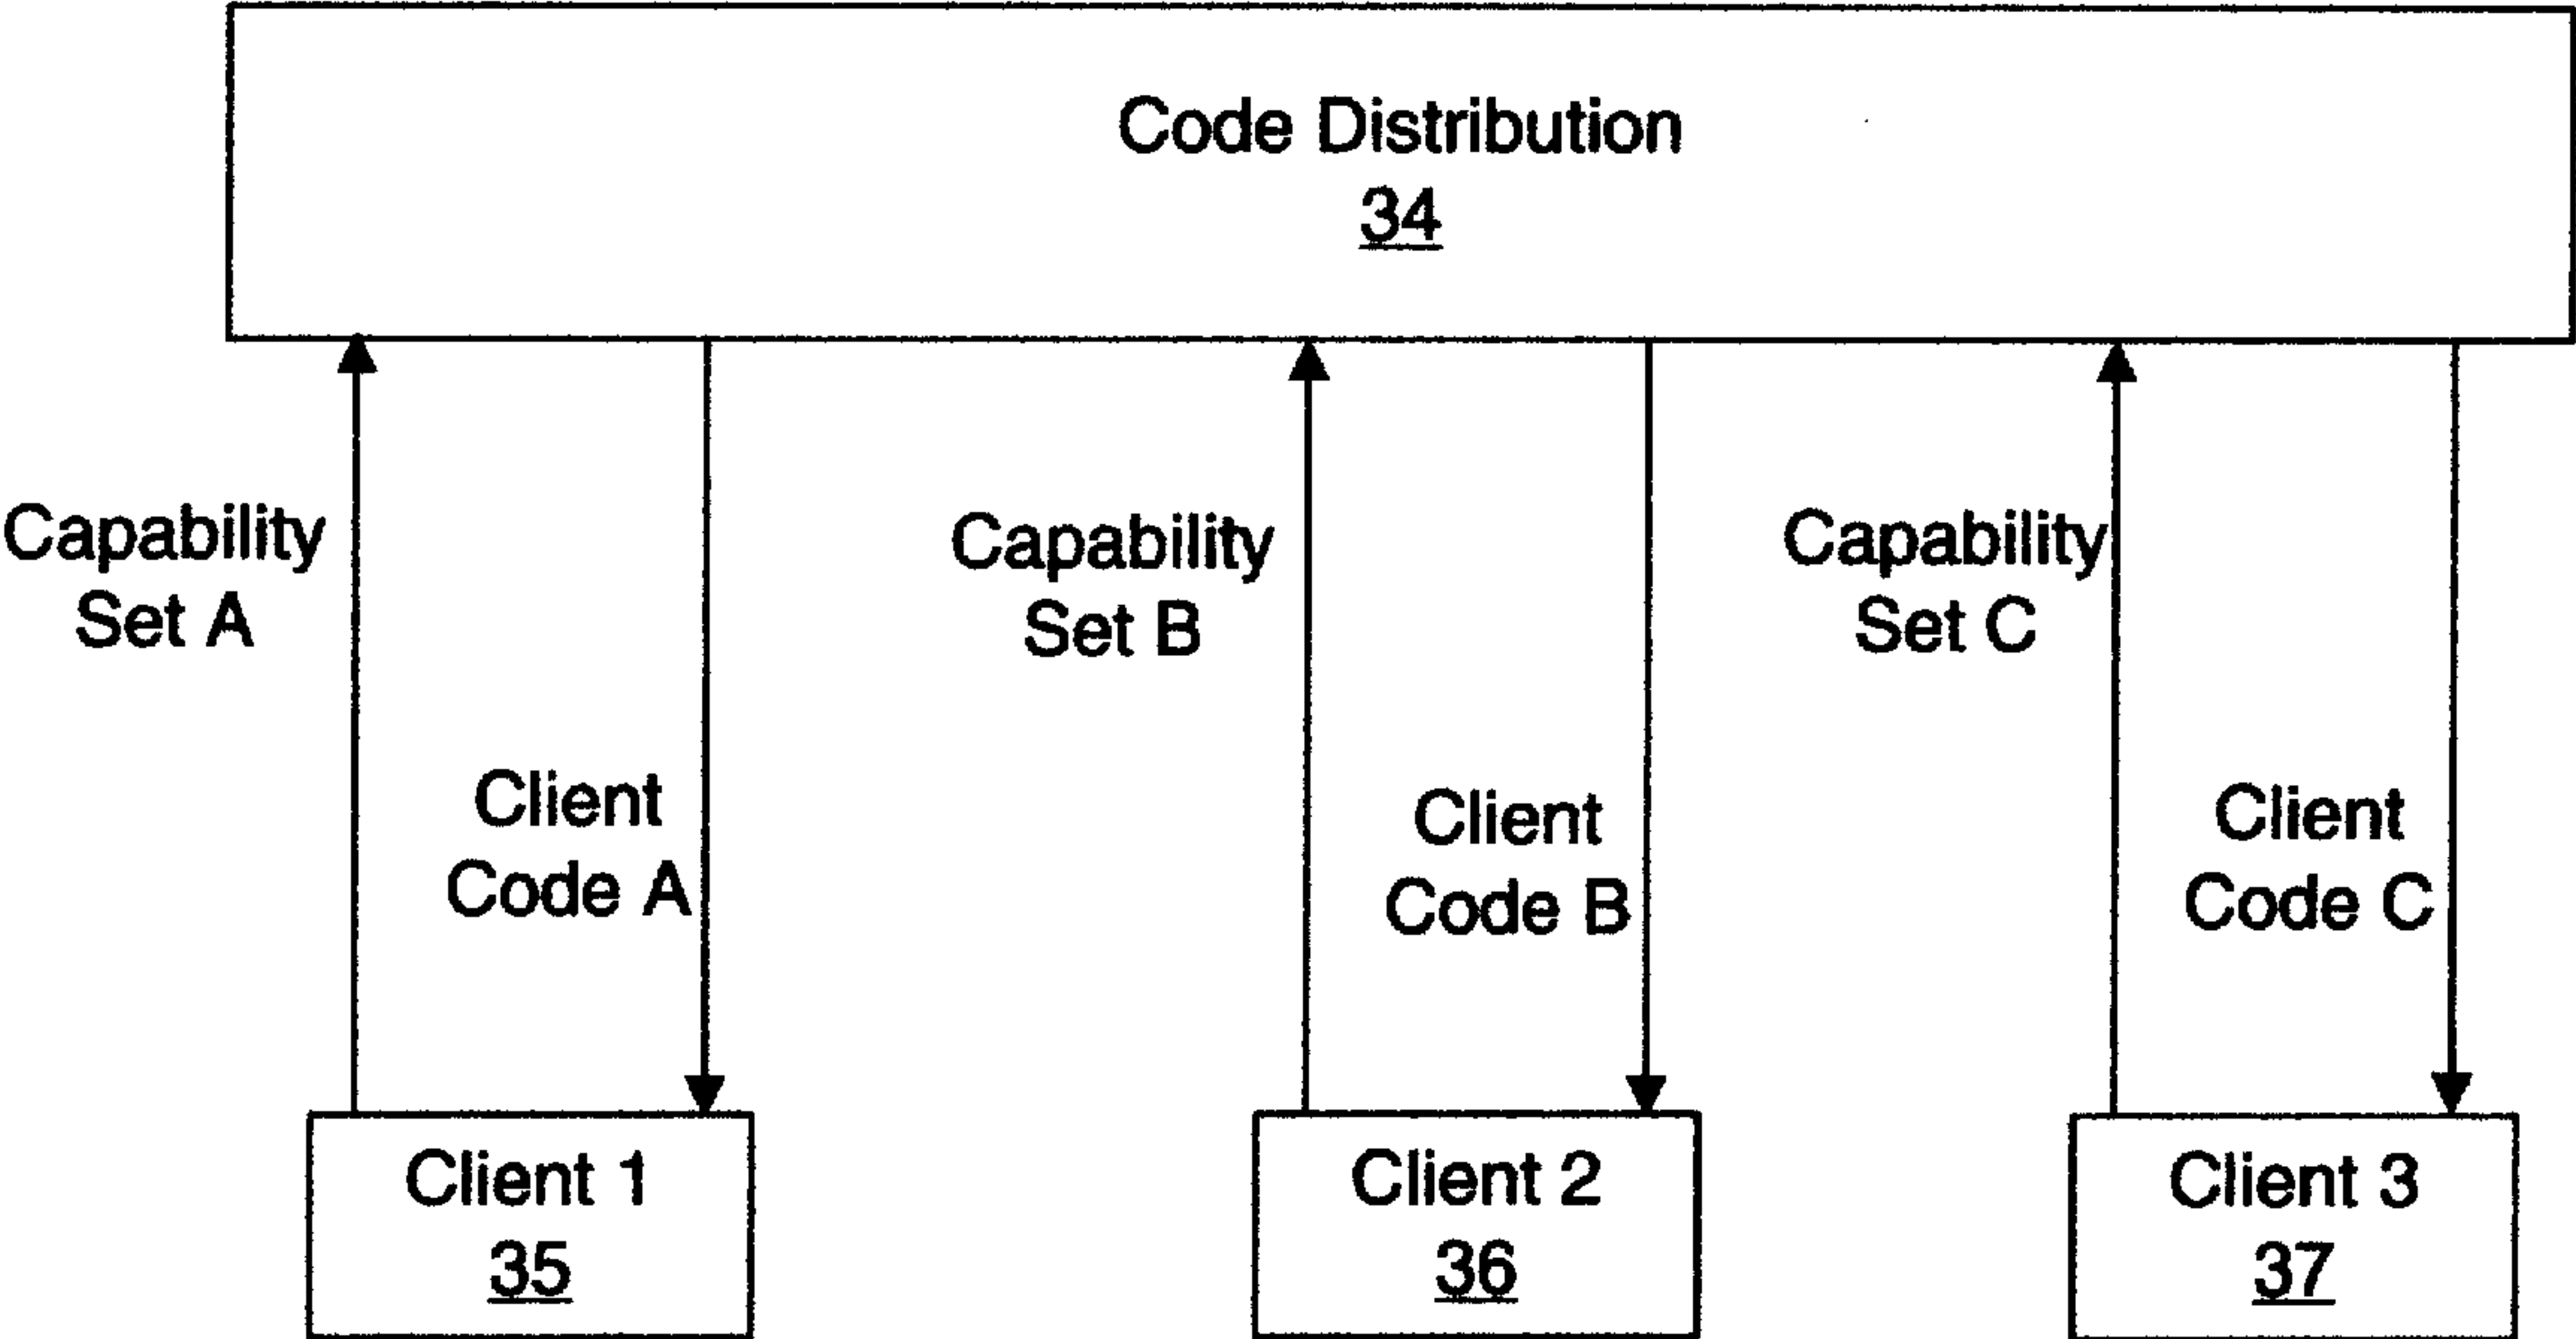 Code Distribution
34
Capability
Set A
Client
Code A
Capability
Set B
Client
Code B
Capability
Set C
Client
Code C
Client 1
35
Client 2
36
Client 3
37